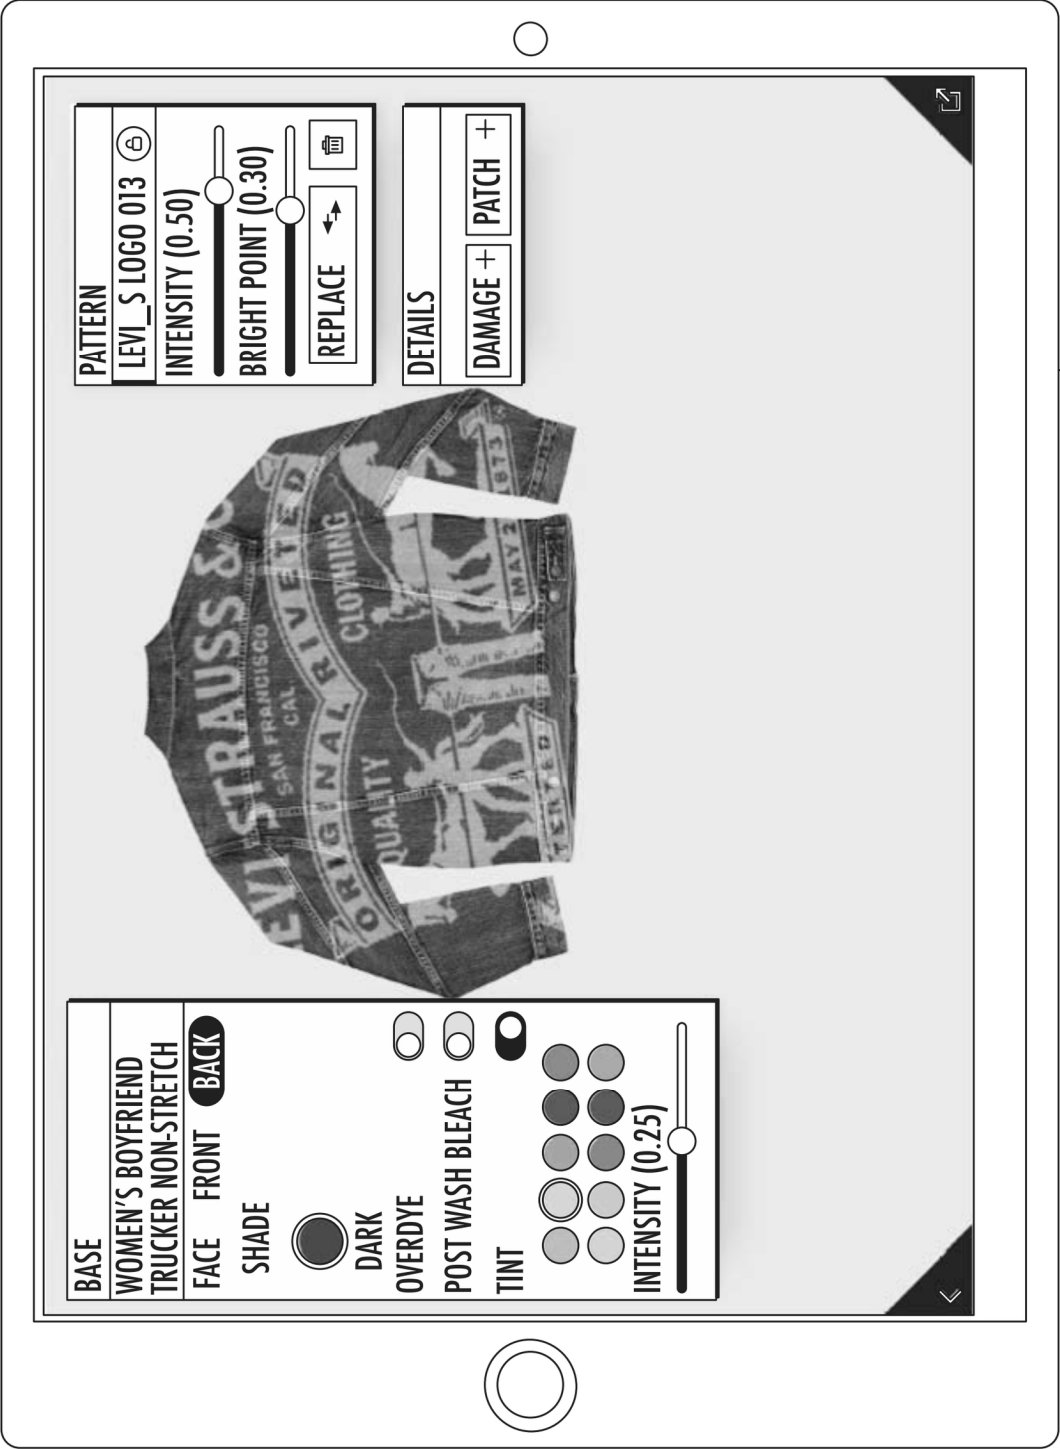 BASE
WOMEN'S BOYFRIEND
TRUCKER NON-STRETCH
FACE FRONT BACK
SHADE
DARK
OVERDYE
POST WASH BLEACH
TINT
INTENSITY (0.25)
EVI STRAUSS & C
SAN FRANCISCO
CAL
ORIGINAL RIVETED
QUALITY CLOTHING
TENTED MAY 2 1873
PATTERN
LEVI_S LOGO 013
INTENSITY (0.50)
BRIGHT POINT (0.30)
REPLACE
DETAILS
DAMAGE + PATCH +